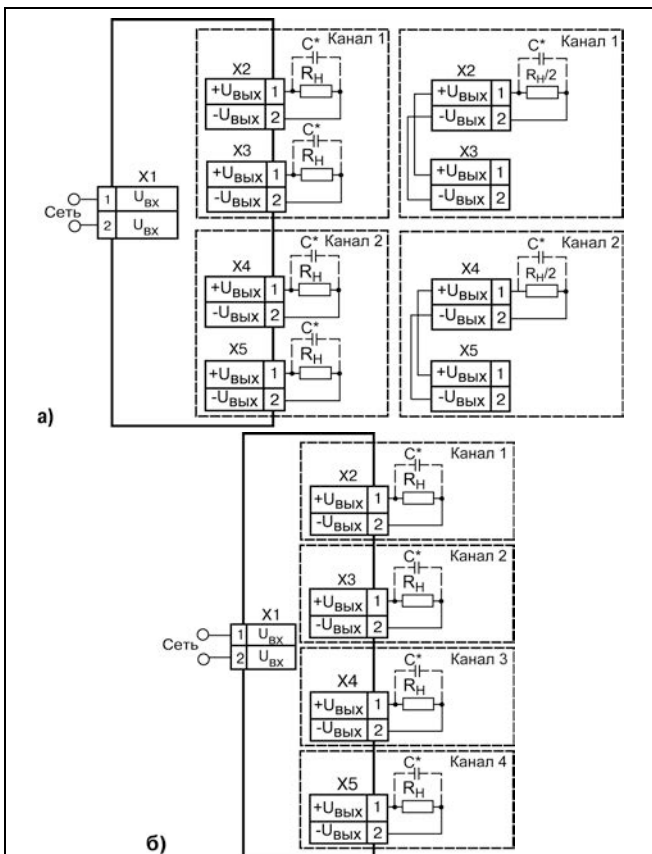 Канал 1
C*
X2
R_H
+U_ВЫХ 1
-U_ВЫХ 2
C*
X3
R_H
+U_ВЫХ 1
-U_ВЫХ 2
Канал 1
C*
X2
R_H/2
+U_ВЫХ 1
-U_ВЫХ 2
X3
+U_ВЫХ 1
-U_ВЫХ 2
X1
1 U_ВХ
Сеть
2 U_ВХ
Канал 2
C*
X4
R_H
+U_ВЫХ 1
-U_ВЫХ 2
C*
X5
R_H
+U_ВЫХ 1
-U_ВЫХ 2
Канал 2
C*
X4
R_H/2
+U_ВЫХ 1
-U_ВЫХ 2
X5
+U_ВЫХ 1
-U_ВЫХ 2
а)
Канал 1
C*
X2
R_H
+U_ВЫХ 1
-U_ВЫХ 2
Канал 2
C*
X3
R_H
+U_ВЫХ 1
-U_ВЫХ 2
X1
1 U_ВХ
Сеть
2 U_ВХ
Канал 3
C*
X4
R_H
+U_ВЫХ 1
-U_ВЫХ 2
Канал 4
C*
X5
R_H
+U_ВЫХ 1
-U_ВЫХ 2
б)